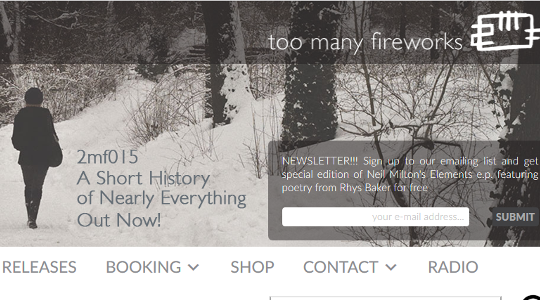 too many fireworks
2mf015
A Short History
of Nearly Everything
Out Now!
NEWSLETTER!!! Sign up to our emailing list and get
special edition of Neil Milton's Elements e.p. featuring
poetry from Rhys Baker for free
your e-mail address...
SUBMIT
RELEASES BOOKING SHOP CONTACT RADIO